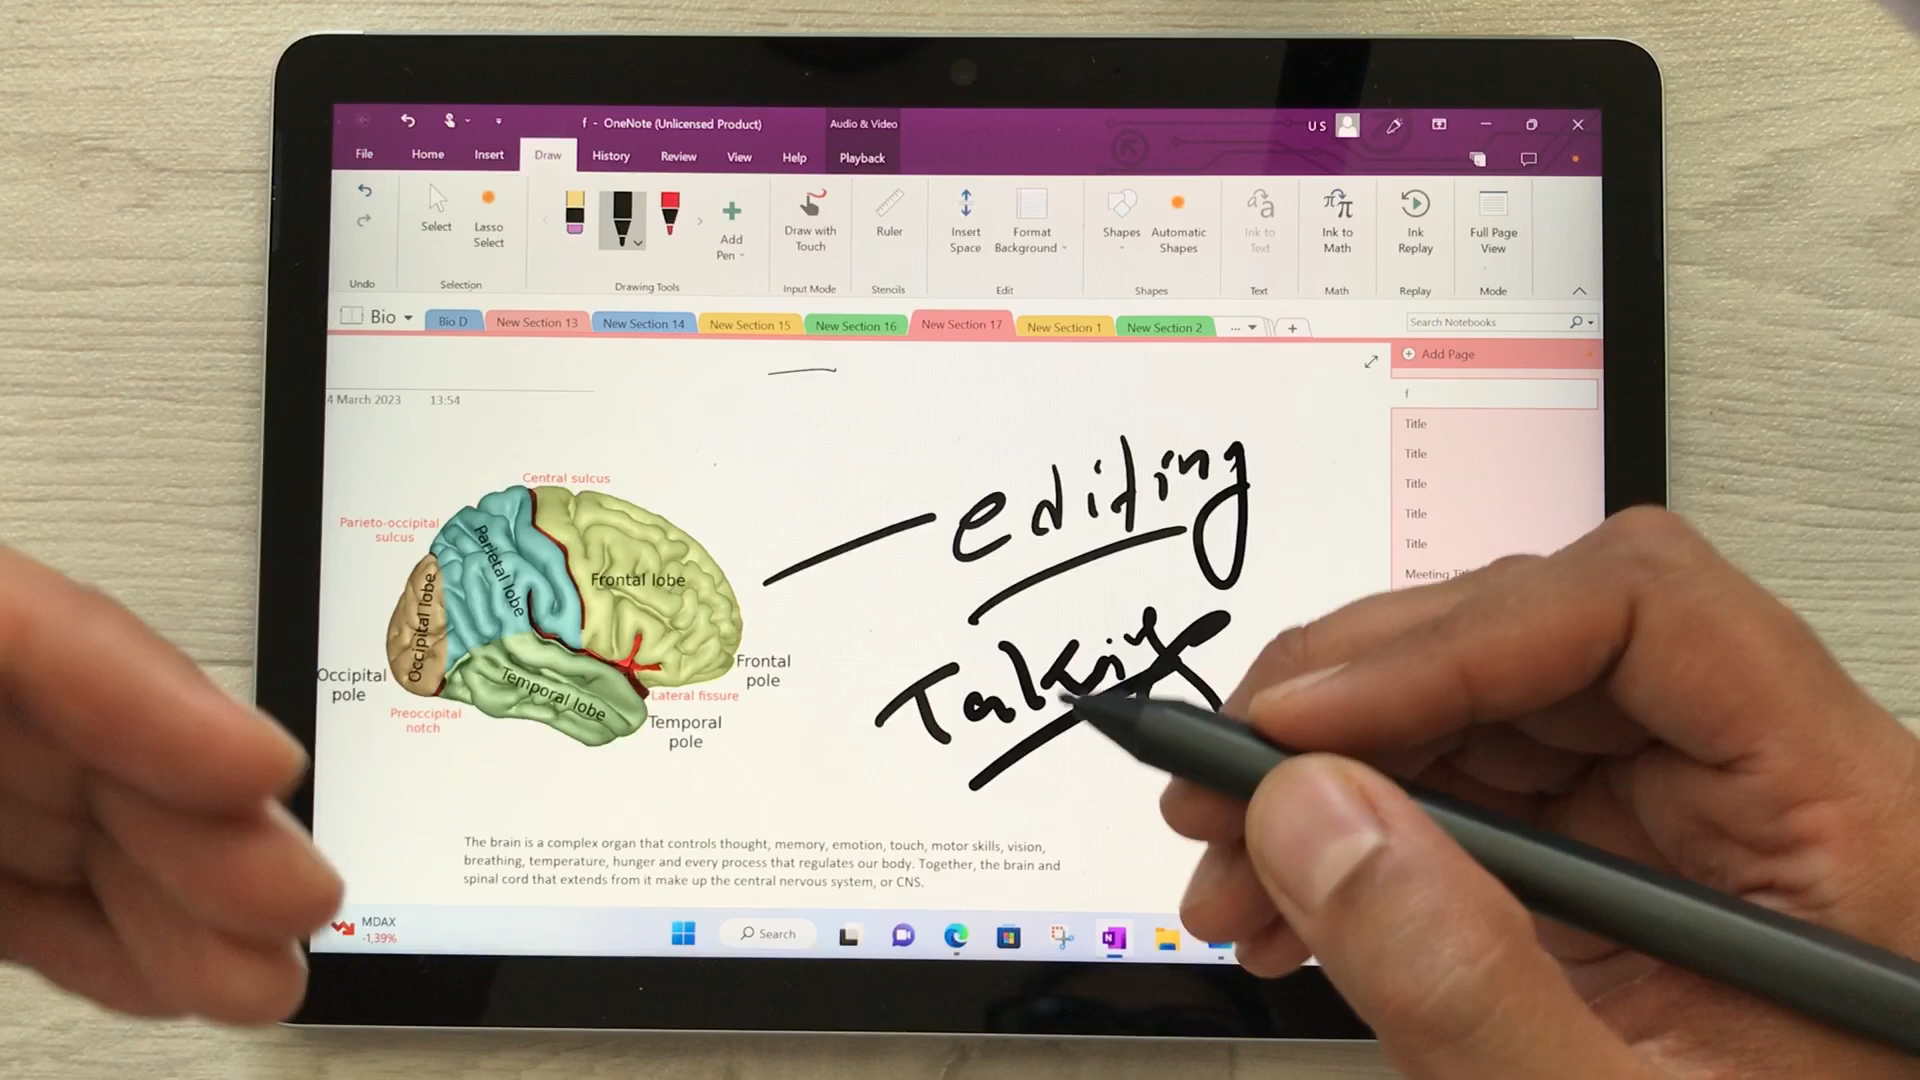 f - OneNote (Unlicensed Product)
Audio & Video
U S
File
Home
Insert
Draw
History
Review
View
Help
Playback
Select
Lasso
Select
Add
Pen
Draw with
Touch
Ruler
Insert
Space
Format
Background
Shapes
Automatic
Shapes
Ink to
Text
Ink to
Math
Ink
Replay
Full Page
View
Undo
Selection
Drawing Tools
Input Mode
Stencils
Edit
Shapes
Text
Math
Replay
Mode
Bio
Bio D
New Section 13
New Section 14
New Section 15
New Section 16
New Section 17
New Section 1
New Section 2
...
Search Notebooks
Add Page
f
Title
Title
Title
Title
Title
4 March 2023
13:54
Central sulcus
Parieto-occipital
sulcus
Parietal lobe
Frontal lobe
Occipital lobe
Temporal lobe
Occipital
pole
Frontal
pole
Lateral fissure
Preoccipital
notch
Temporal
pole
editing
The brain is a complex organ that controls thought, memory, emotion, touch, motor skills, vision,
breathing, temperature, hunger and every process that regulates our body. Together, the brain and
spinal cord that extends from it make up the central nervous system, or CNS.
MDAX
-1,39%
Search
Meeting